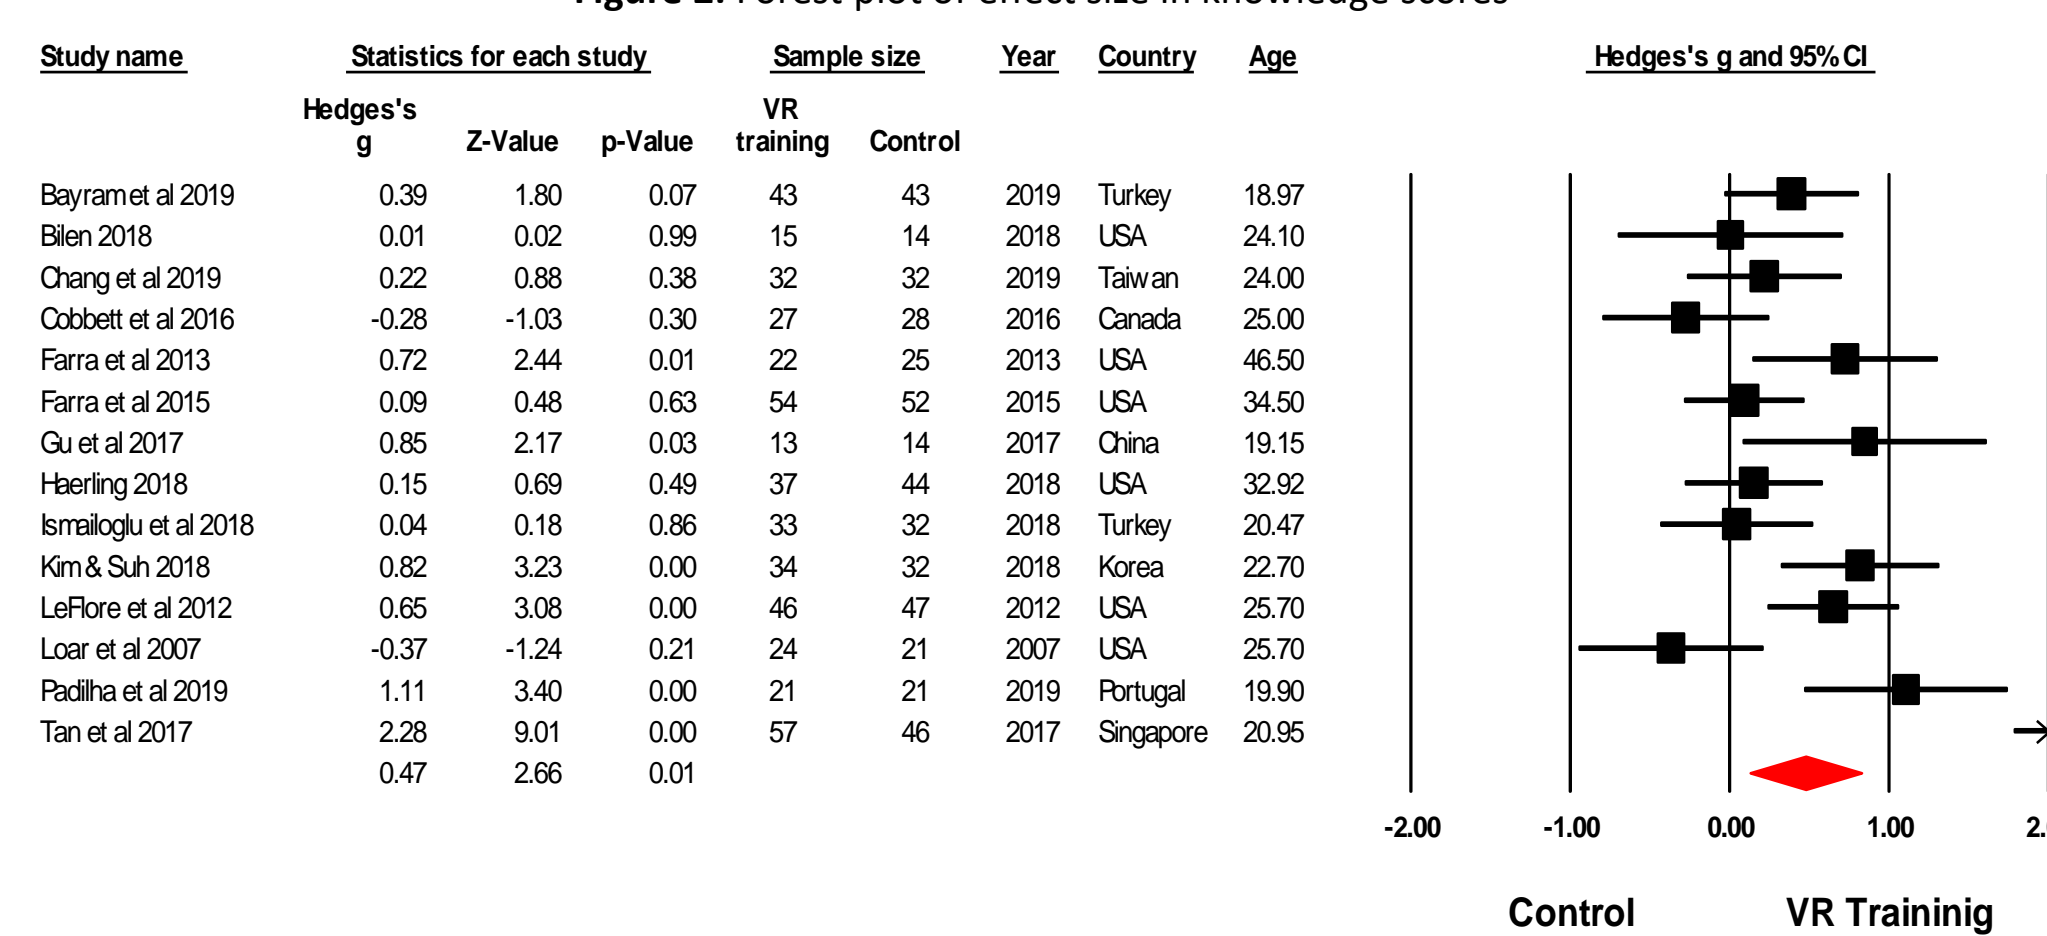 Figure 2. Forest plot of effect size in knowledge scores
Study name Statistics for each study Sample size Year Country Age Hedges's g and 95% CI
Hedges's g Z-Value p-Value VR training Control
Bayram et al 2019 0.39 1.80 0.07 43 43 2019 Turkey 18.97
Bilen 2018 0.01 0.02 0.99 15 14 2018 USA 24.10
Chang et al 2019 0.22 0.88 0.38 32 32 2019 Taiwan 24.00
Cobbett et al 2016 -0.28 -1.03 0.30 27 28 2016 Canada 25.00
Farra et al 2013 0.72 2.44 0.01 22 25 2013 USA 46.50
Farra et al 2015 0.09 0.48 0.63 54 52 2015 USA 34.50
Gu et al 2017 0.85 2.17 0.03 13 14 2017 China 19.15
Haerling 2018 0.15 0.69 0.49 37 44 2018 USA 32.92
Ismailoglu et al 2018 0.04 0.18 0.86 33 32 2018 Turkey 20.47
Kim & Suh 2018 0.82 3.23 0.00 34 32 2018 Korea 22.70
LeFlore et al 2012 0.65 3.08 0.00 46 47 2012 USA 25.70
Loar et al 2007 -0.37 -1.24 0.21 24 21 2007 USA 25.70
Padilha et al 2019 1.11 3.40 0.00 21 21 2019 Portugal 19.90
Tan et al 2017 2.28 9.01 0.00 57 46 2017 Singapore 20.95
0.47 2.66 0.01
-2.00 -1.00 0.00 1.00 2.
Control VR Traininig